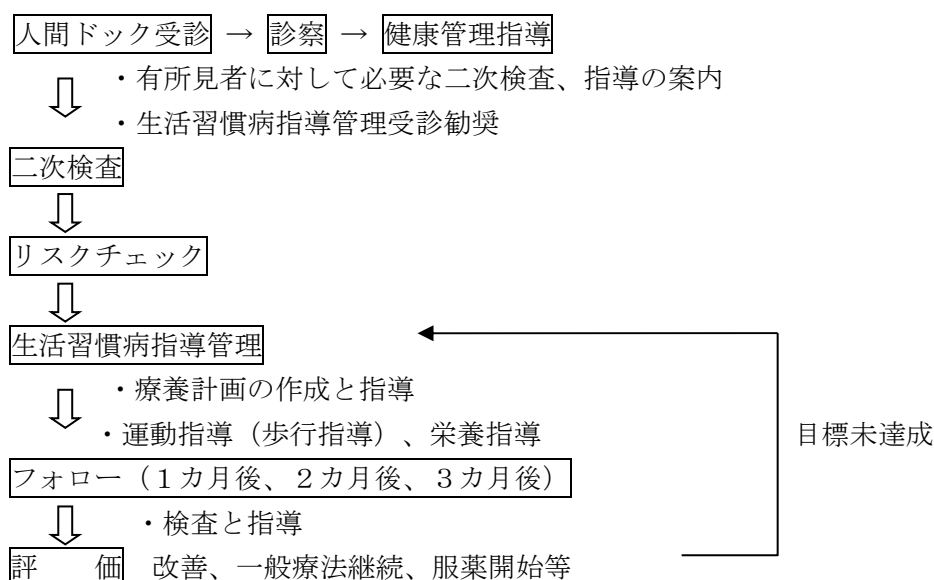 人間ドック受診 → 診察 → 健康管理指導
・有所見者に対して必要な二次検査、指導の案内
・生活習慣病指導管理受診勧奨
二次検査
リスクチェック
生活習慣病指導管理
・療養計画の作成と指導
・運動指導（歩行指導）、栄養指導
目標未達成
フォロー（１カ月後、２カ月後、３カ月後）
・検査と指導
評　　価　改善、一般療法継続、服薬開始等